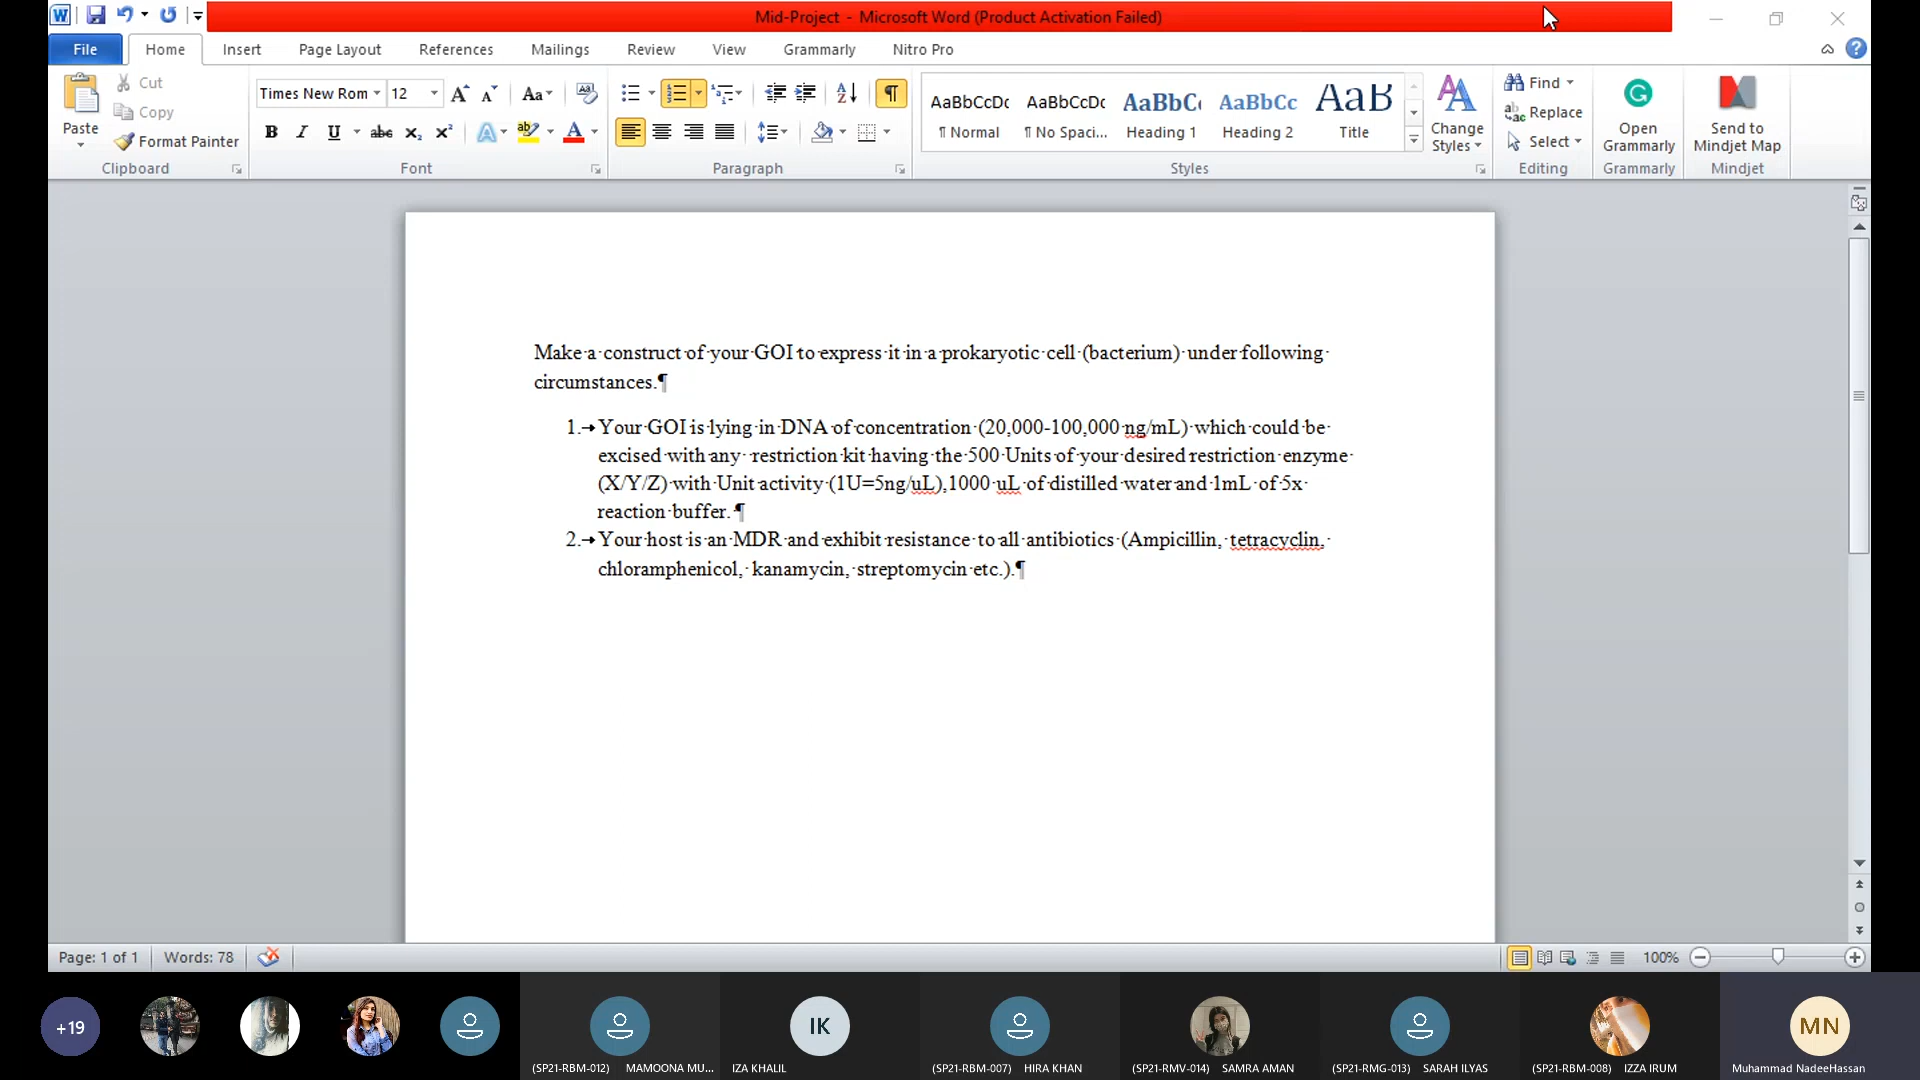 Mid-Project - Microsoft Word (Product Activation Failed)
File Home Insert Page Layout References Mailings Review View Grammarly Nitro Pro
Paste
Cut
Copy
Format Painter
Clipboard
Times New Rom 12
Font
Paragraph
AaBbCcDc AaBbCcDc AaBbC AaBbCc AaB
¶ Normal ¶ No Spaci... Heading 1 Heading 2 Title
Styles
Change
Styles
Find
Replace
Select
Editing
Open
Grammarly
Grammarly
Send to
Mindjet Map
Mindjet
Make a construct of your GOI to express it in a prokaryotic cell (bacterium) under following
circumstances.¶
1. Your GOI is lying in DNA of concentration (20,000-100,000 ng/mL) which could be
excised with any restriction kit having the 500 Units of your desired restriction enzyme
(X/Y/Z) with Unit activity (1U=5ng/uL),1000 uL of distilled water and 1mL of 5x
reaction buffer. ¶
2. Your host is an MDR and exhibit resistance to all antibiotics (Ampicillin, tetracyclin,
chloramphenicol, kanamycin, streptomycin etc.).¶
Page: 1 of 1 Words: 78 100%
+19 IK MN
(SP21-RBM-012) MAMOONA MU... IZA KHALIL (SP21-RBM-007) HIRA KHAN (SP21-RMV-014) SAMRA AMAN (SP21-RMG-013) SARAH ILYAS (SP21-RBM-008) IZZA IRUM Muhammad NadeeHassan